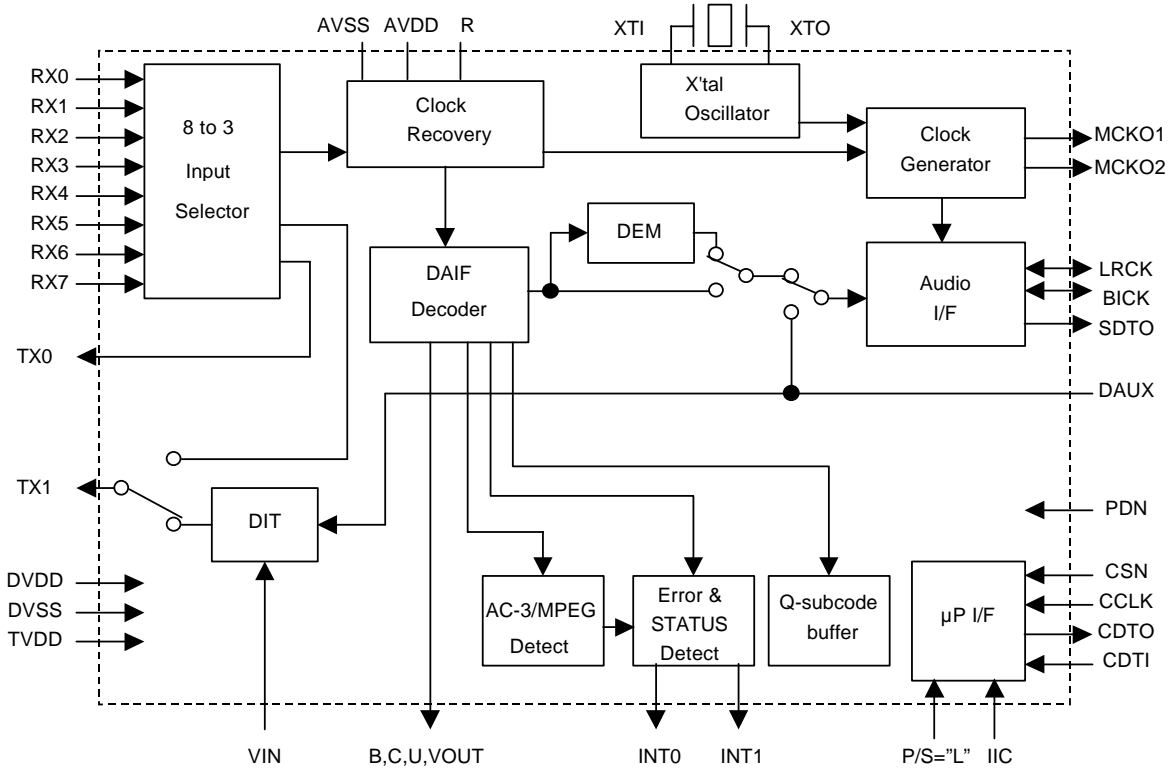 AVSS AVDD R
XTI XTO
RX0
RX1
RX2
RX3
RX4
RX5
RX6
RX7
8 to 3
Input
Selector
Clock
Recovery
X'tal
Oscillator
Clock
Generator
MCKO1
MCKO2
DEM
DAIF
Decoder
Audio
I/F
LRCK
BICK
SDTO
TX0
DAUX
TX1
DIT
PDN
DVDD
DVSS
TVDD
AC-3/MPEG
Detect
Error &
STATUS
Detect
Q-subcode
buffer
µP I/F
CSN
CCLK
CDTO
CDTI
VIN
B,C,U,VOUT
INT0
INT1
P/S=”L”
IIC